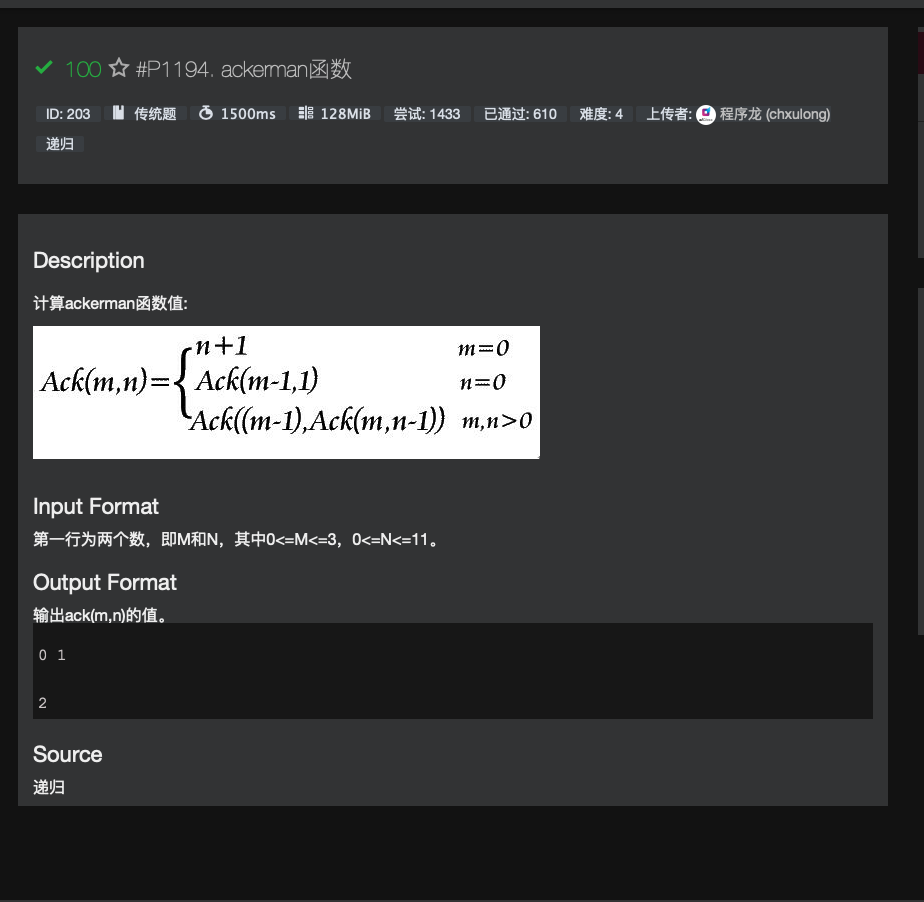 100 #P1194. ackerman函数
ID: 203 传统题 1500ms 128MiB 尝试: 1433 已通过: 610 难度: 4 上传者: 程序龙 (chxulong)
递归
Description
计算ackerman函数值:
n+1 m=0
Ack(m,n)= Ack(m-1,1) n=0
Ack((m-1),Ack(m,n-1)) m,n>0
Input Format
第一行为两个数，即M和N，其中0<=M<=3，0<=N<=11。
Output Format
输出ack(m,n)的值。
0 1
2
Source
递归